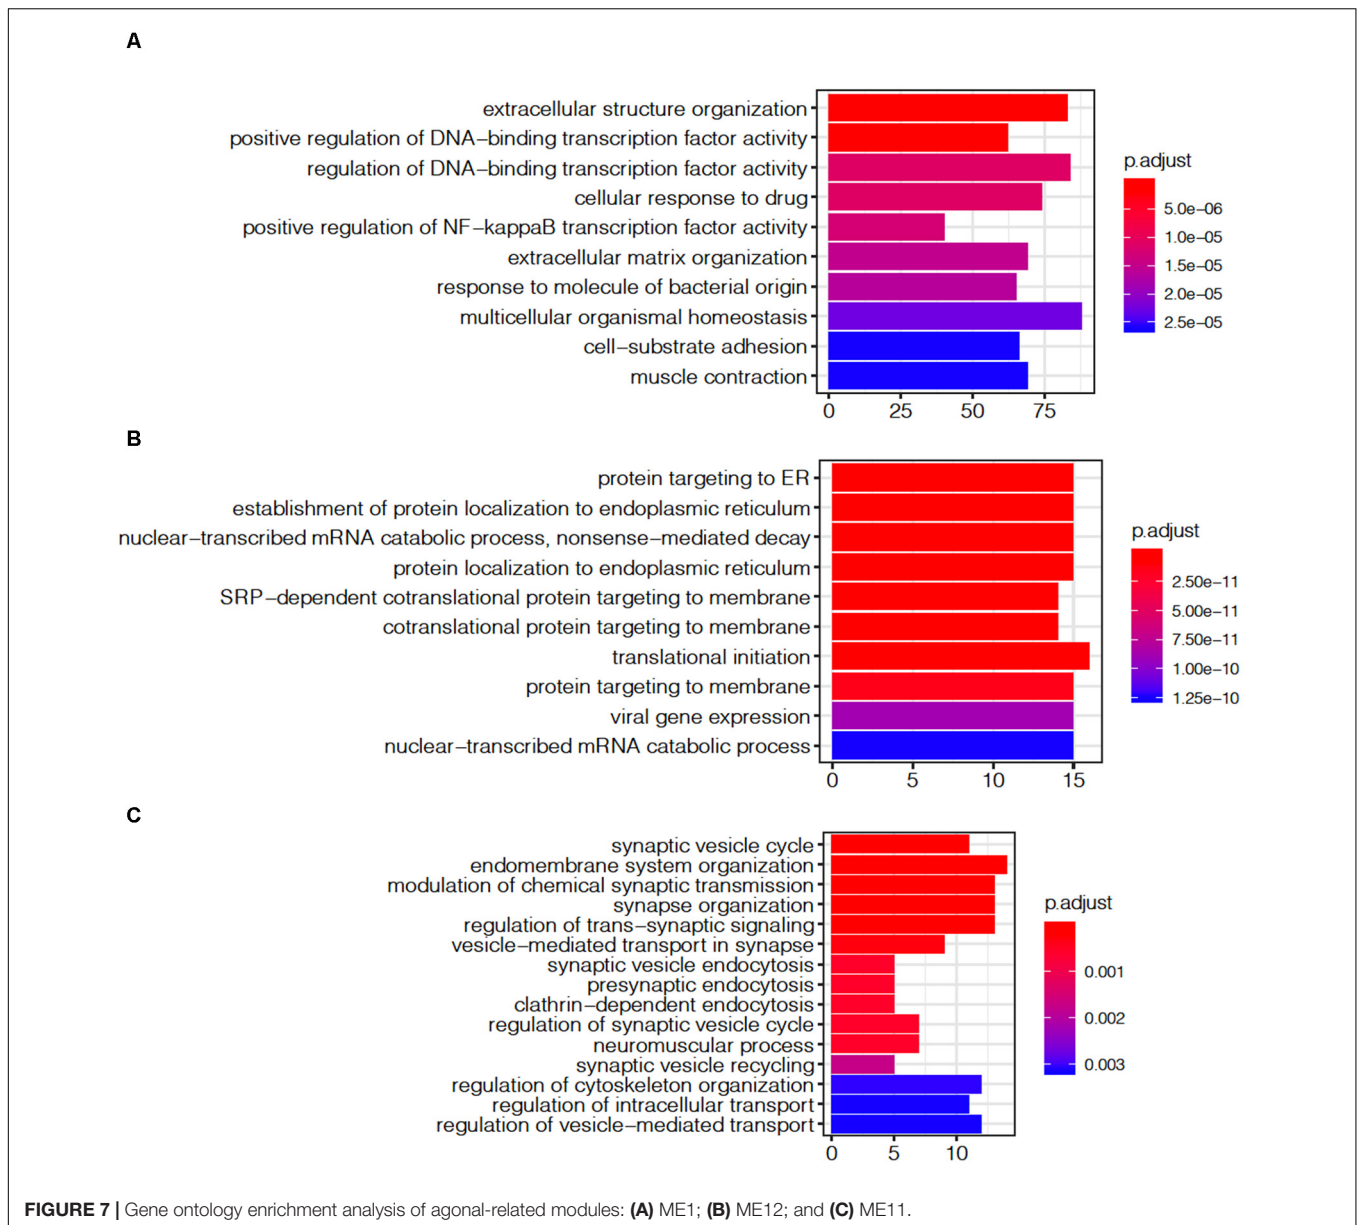 A
extracellular structure organization
positive regulation of DNA−binding transcription factor activity
regulation of DNA−binding transcription factor activity
cellular response to drug
positive regulation of NF−kappaB transcription factor activity
extracellular matrix organization
response to molecule of bacterial origin
multicellular organismal homeostasis
cell−substrate adhesion
muscle contraction
0 25 50 75
p.adjust
5.0e−06
1.0e−05
1.5e−05
2.0e−05
2.5e−05
B
protein targeting to ER
establishment of protein localization to endoplasmic reticulum
nuclear−transcribed mRNA catabolic process, nonsense−mediated decay
protein localization to endoplasmic reticulum
SRP−dependent cotranslational protein targeting to membrane
cotranslational protein targeting to membrane
translational initiation
protein targeting to membrane
viral gene expression
nuclear−transcribed mRNA catabolic process
0 5 10 15
p.adjust
2.50e−11
5.00e−11
7.50e−11
1.00e−10
1.25e−10
C
synaptic vesicle cycle
endomembrane system organization
modulation of chemical synaptic transmission
synapse organization
regulation of trans−synaptic signaling
vesicle−mediated transport in synapse
synaptic vesicle endocytosis
presynaptic endocytosis
clathrin−dependent endocytosis
regulation of synaptic vesicle cycle
neuromuscular process
synaptic vesicle recycling
regulation of cytoskeleton organization
regulation of intracellular transport
regulation of vesicle−mediated transport
0 5 10
p.adjust
0.001
0.002
0.003
FIGURE 7 | Gene ontology enrichment analysis of agonal-related modules: (A) ME1; (B) ME12; and (C) ME11.